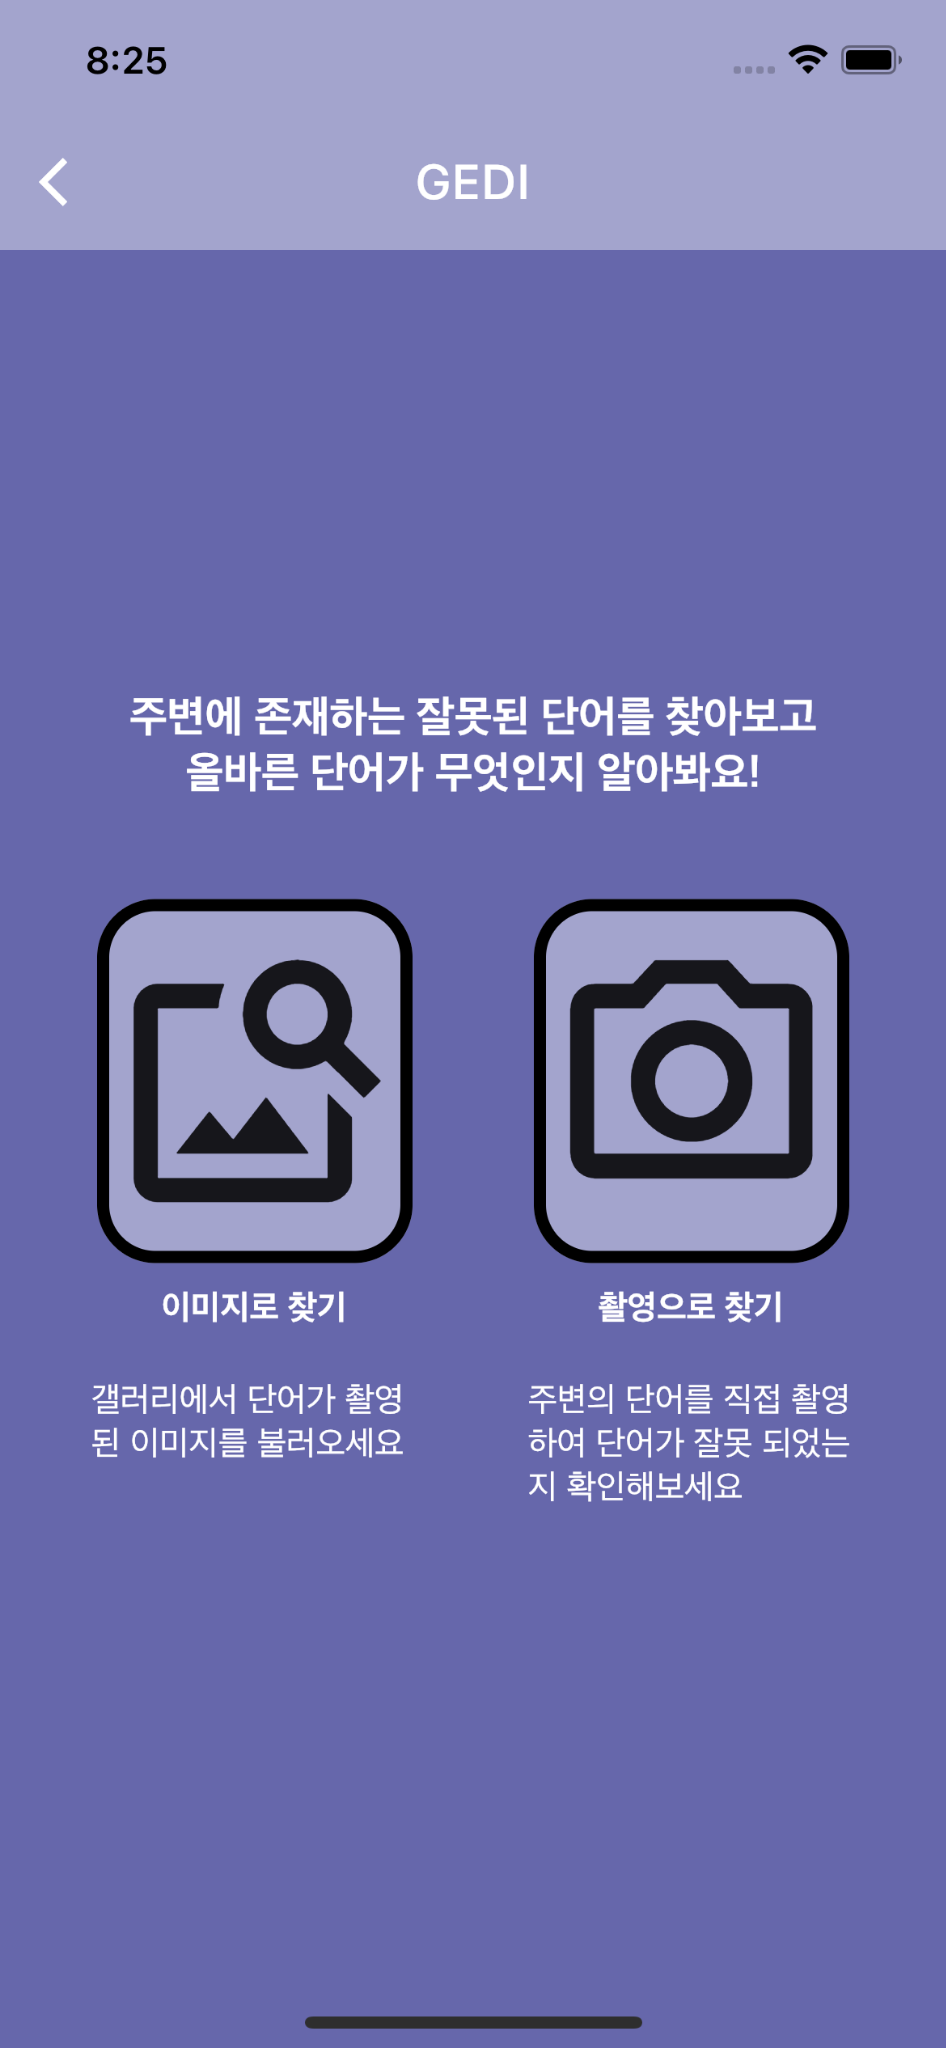 8:25
GEDI
주변에 존재하는 잘못된 단어를 찾아보고
올바른 단어가 무엇인지 알아봐요!
이미지로 찾기
갤러리에서 단어가 촬영
된 이미지를 불러오세요
촬영으로 찾기
주변의 단어를 직접 촬영
하여 단어가 잘못 되었는
지 확인해보세요